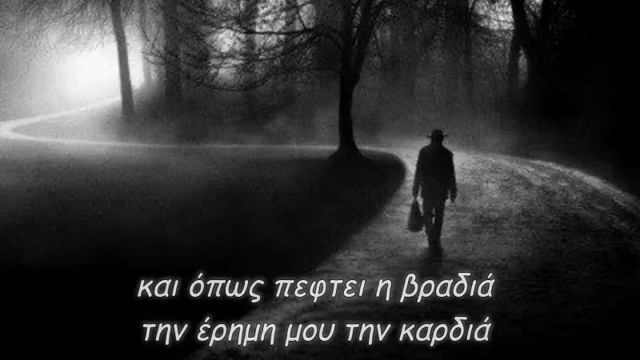 και όπως πεφτει η βραδιά
την έρημη μου την καρδιά